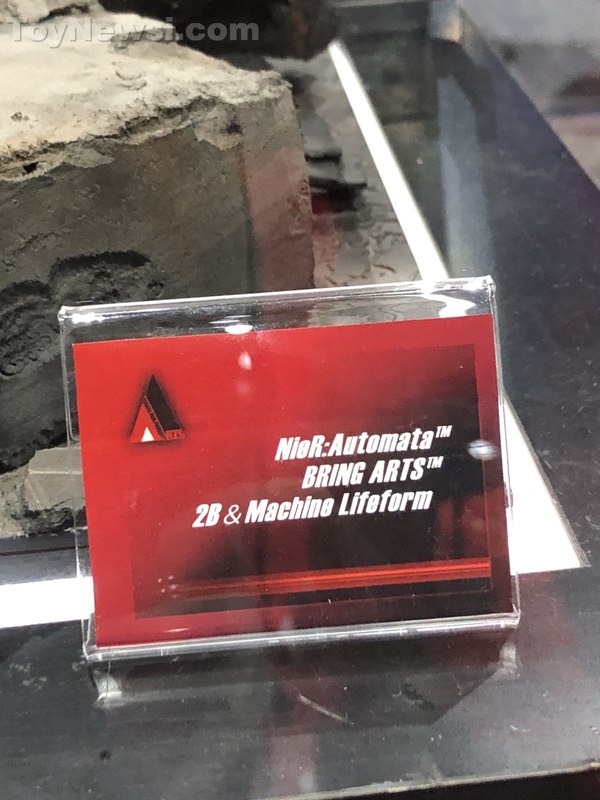 ToyNewsi.com
NieR:Automata™
BRING ARTS™
2B & Machine Lifeform